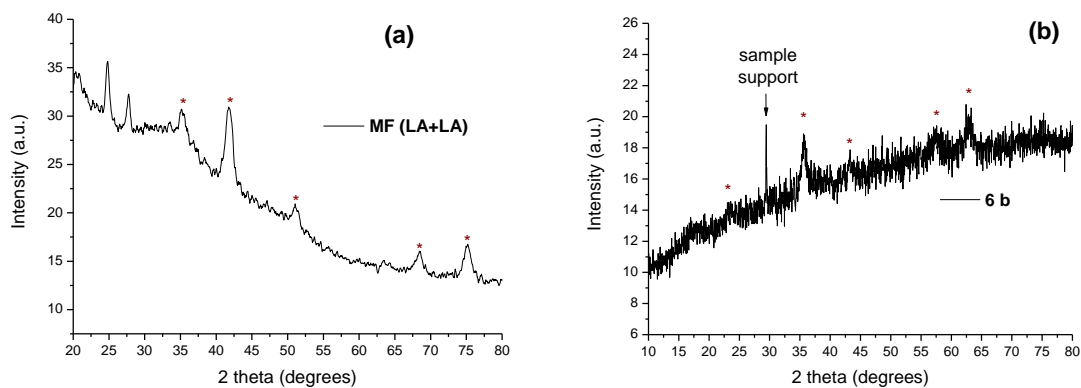 (a)
40
35
30
25
20
15
10
Intensity (a.u.)
*
*
*
*
*
MF (LA+LA)
20 25 30 35 40 45 50 55 60 65 70 75 80
2 theta (degrees)
(b)
26
24
22
20
18
16
14
12
10
8
6
Intensity (a.u.)
sample
support
*
*
*
*
*
6 b
10 15 20 25 30 35 40 45 50 55 60 65 70 75 80
2 theta (degrees)